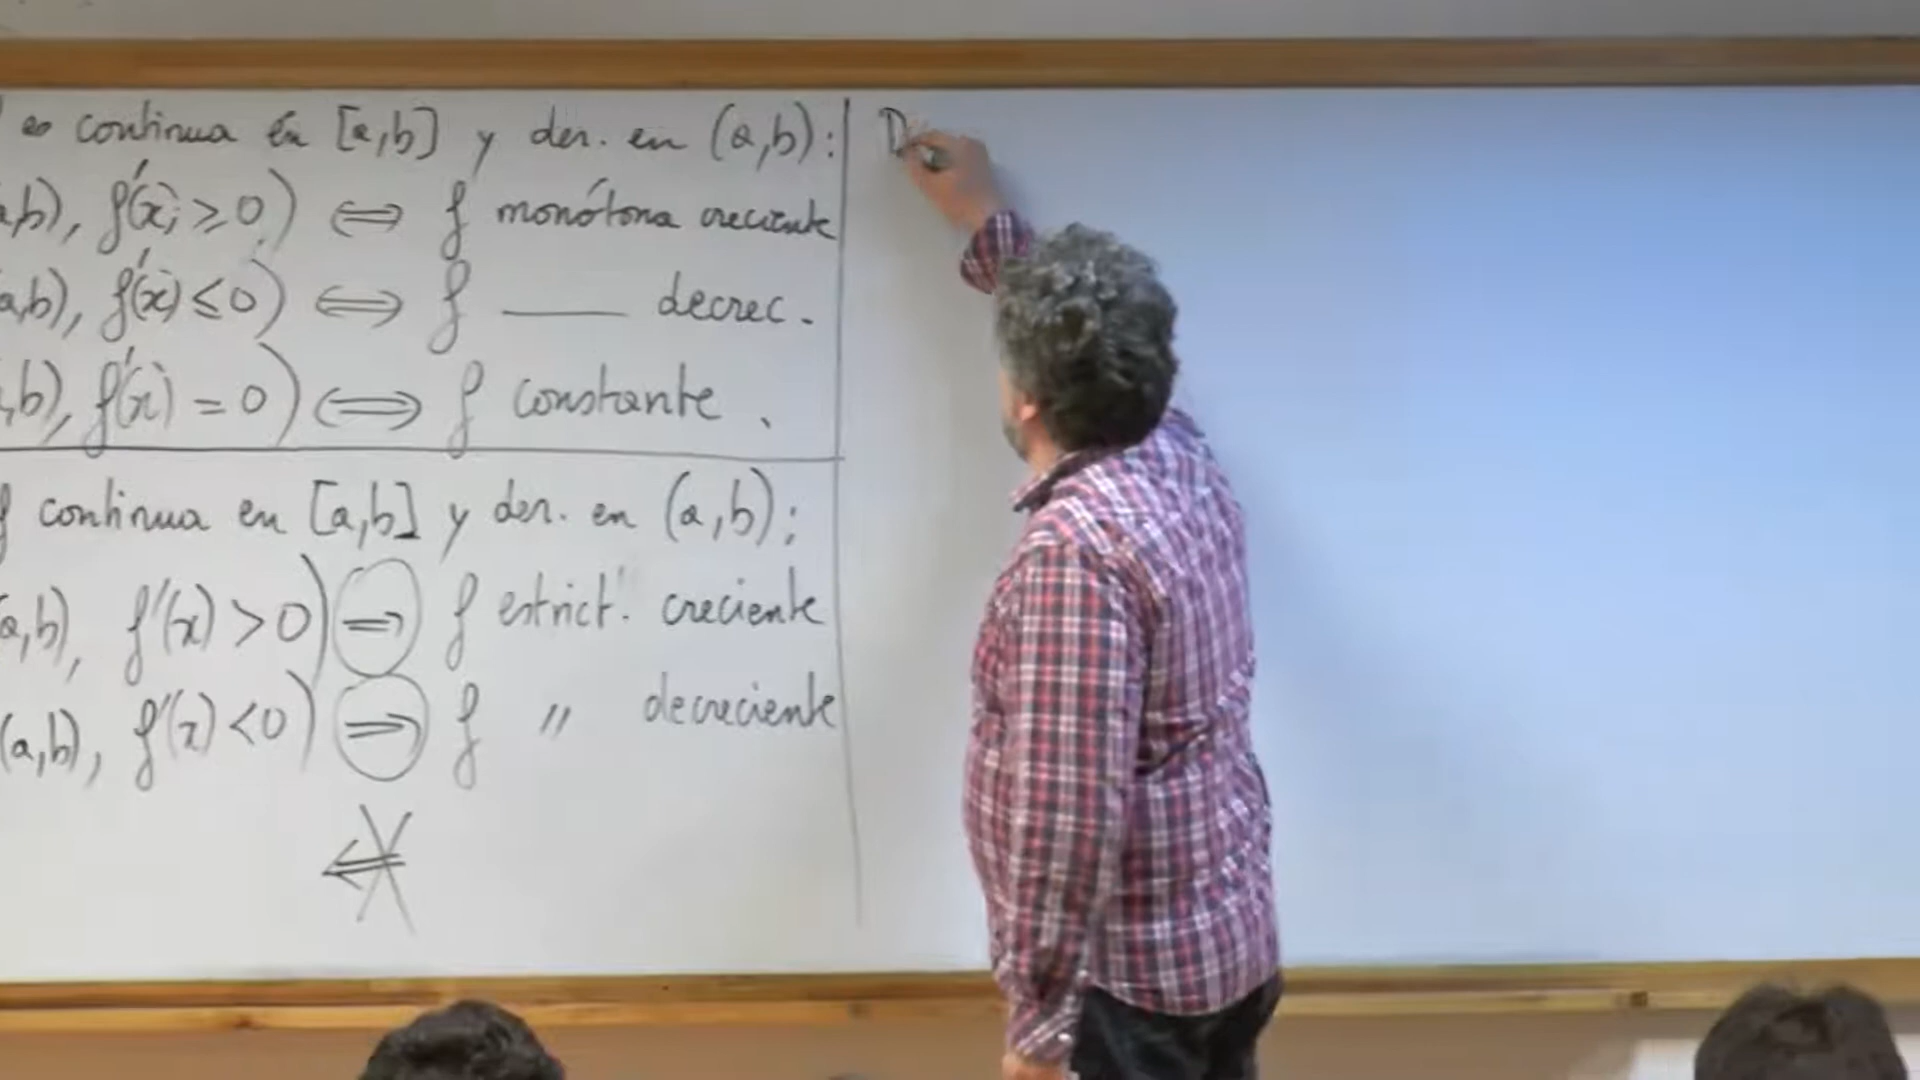 es continua en [a,b] y der. en (a,b):
a,b), f'(x) ≥ 0) ⟺ f monótona creciente
a,b), f'(x) ≤ 0) ⟺ f ____ decrec.
,b), f'(x) = 0) ⟺ f constante.
f continua en [a,b] y der. en (a,b):
a,b), f'(x) > 0) ⟹ f estrict. creciente
(a,b), f'(x) < 0) ⟹ f " decreciente
⇍
D